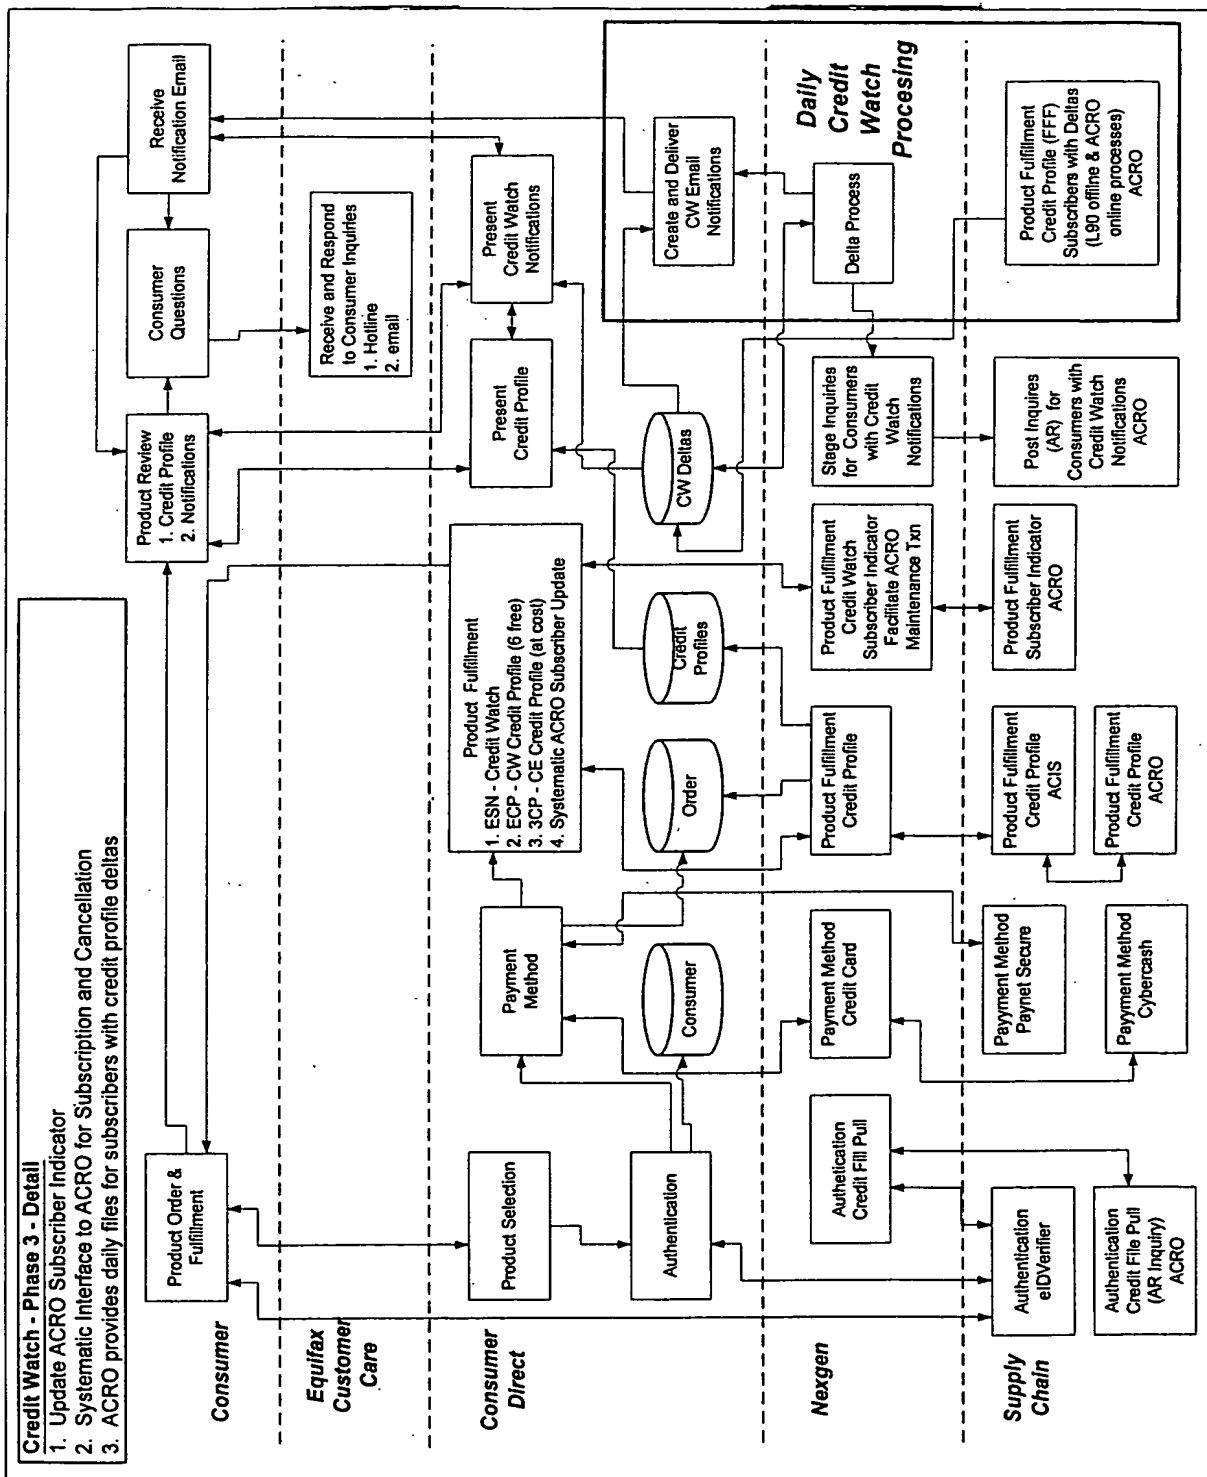 Credit Watch - Phase 3 - Detail
1. Update ACRO Subscriber Indicator
2. Systematic Interface to ACRO for Subscription and Cancellation
3. ACRO provides daily files for subscribers with credit profile deltas
Consumer
Product Order &
Fulfillment
Product Review
1. Credit Profile
2. Notifications
Consumer
Questions
Receive
Notification Email
Equifax
Customer
Care
Receive and Respond
to Consumer Inquiries
1. Hotline
2. email
Consumer
Direct
Product Selection
Authentication
Payment
Method
Consumer
Product Fulfillment
1. ESN - Credit Watch
2. ECP - CW Credit Profile (6 free)
3. 3CP - CE Credit Profile (at cost)
4. Systematic ACRO Subscriber Update
Order
Credit
Profiles
Present
Credit Profile
Present
Credit Watch
Notifications
CW Deltas
Create and Deliver
CW Email
Notifications
Nexgen
Authetication
Credit Fill Pull
Payment Method
Credit Card
Product Fulfillment
Credit Profile
Product Fulfillment
Credit Watch
Subscriber Indicator
Facilitate ACRO
Maintenance Txn
Stage Inquiries
for Consumers
with Credit
Watch
Notifications
Delta Process
Daily
Credit
Watch
Procesing
Supply
Chain
Authentication
eIDVerifier
Authentication
Credit File Pull
(AR Inquiry)
ACRO
Payyment Method
Paynet Secure
Payyment Method
Cybercash
Product Fulfillment
Credit Profile
ACIS
Product Fulfillment
Credit Profile
ACRO
Product Fulfillment
Subscriber Indicator
ACRO
Post Inquires
(AR) for
Consumers with
Credit Watch
Notifications
ACRO
Product Fulfillment
Credit Profile (FFF)
Subscribers with Deltas
(L90 offilne & ACRO
online processes)
ACRO